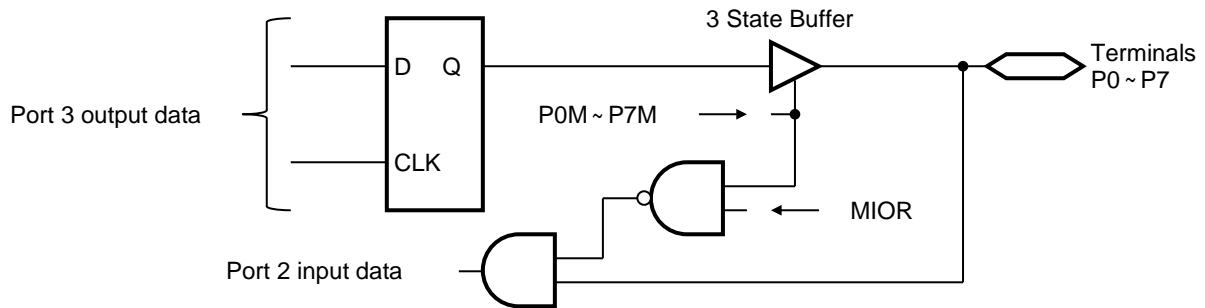 3 State Buffer
Terminals
P0 ~ P7
D Q
Port 3 output data
P0M ~ P7M
CLK
MIOR
Port 2 input data